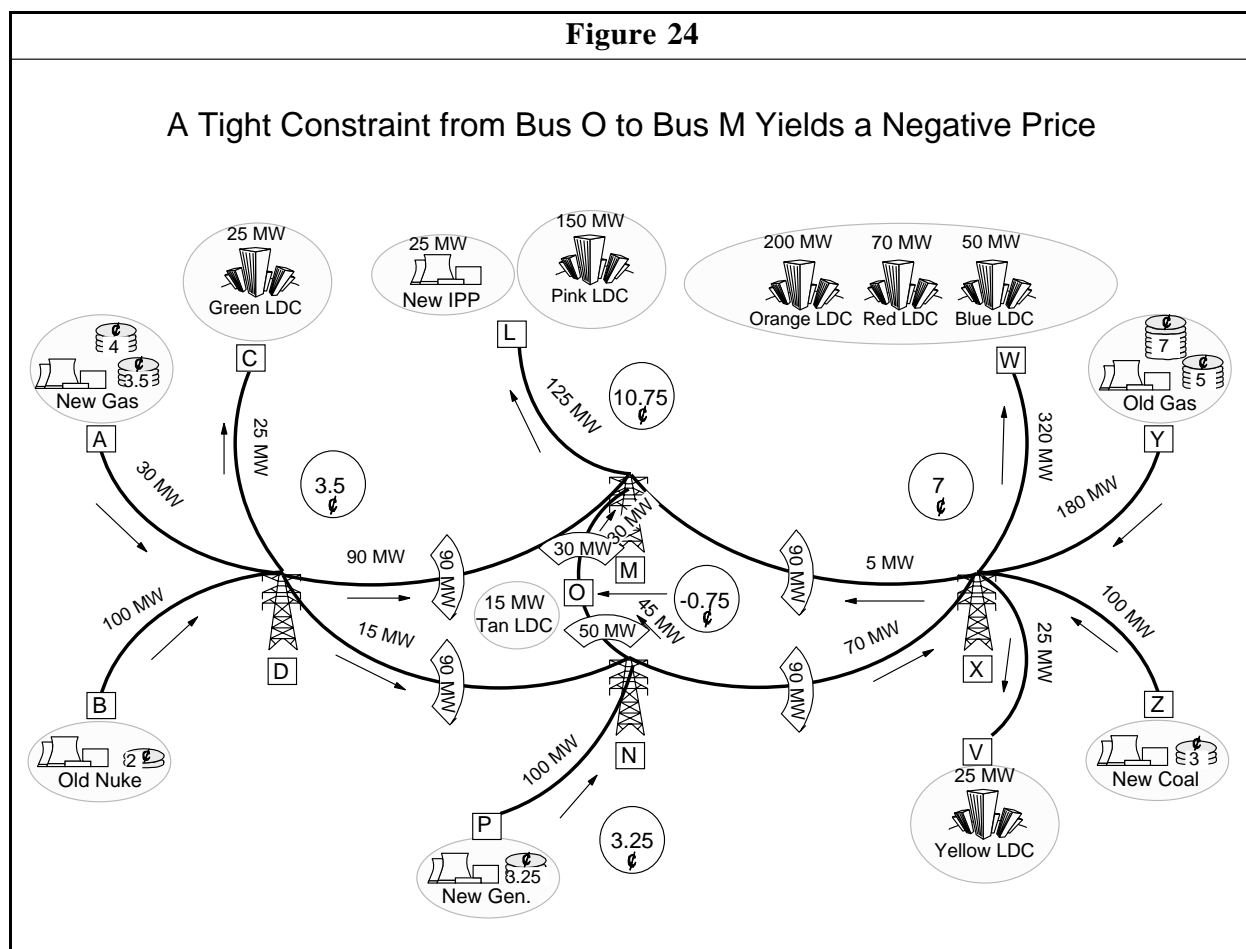 Figure 24
A Tight Constraint from Bus O to Bus M Yields a Negative Price
25 MW
Green LDC
25 MW
New IPP
150 MW
Pink LDC
200 MW
70 MW
50 MW
Orange LDC
Red LDC
Blue LDC
¢
4
¢
3.5
New Gas
¢
7
¢
5
Old Gas
C
L
W
A
Y
30 MW
25 MW
125 MW
10.75
¢
3.5
¢
7
¢
320 MW
180 MW
90 MW
90 MW
30 MW
30 MW
M
90 MW
5 MW
O
-0.75
¢
15 MW
Tan LDC
50 MW
45 MW
100 MW
B
D
15 MW
90 MW
N
70 MW
90 MW
X
25 MW
100 MW
Z
V
2 ¢
Old Nuke
100 MW
P
¢
3.25
New Gen.
3.25
¢
25 MW
Yellow LDC
¢
3
New Coal